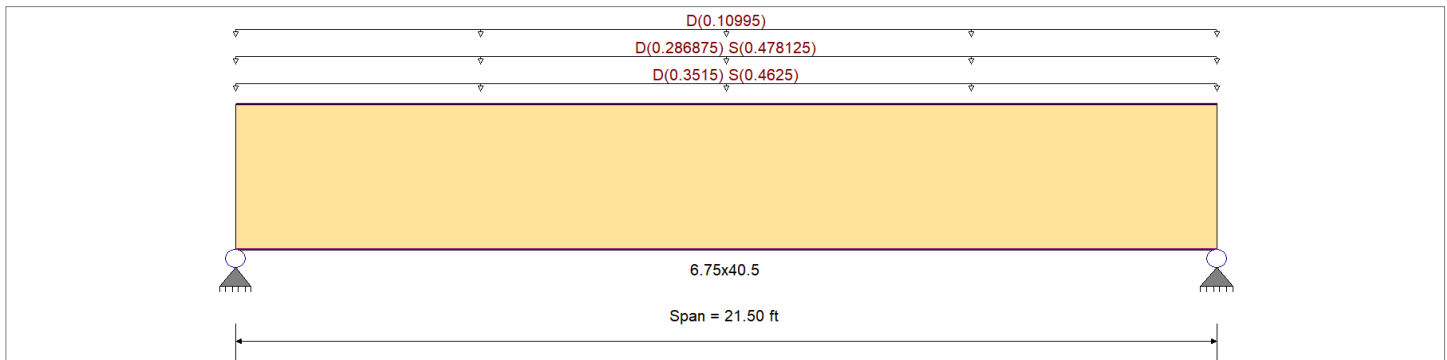 D(0.10995)
D(0.286875) S(0.478125)
D(0.3515) S(0.4625)
6.75x40.5
Span = 21.50 ft